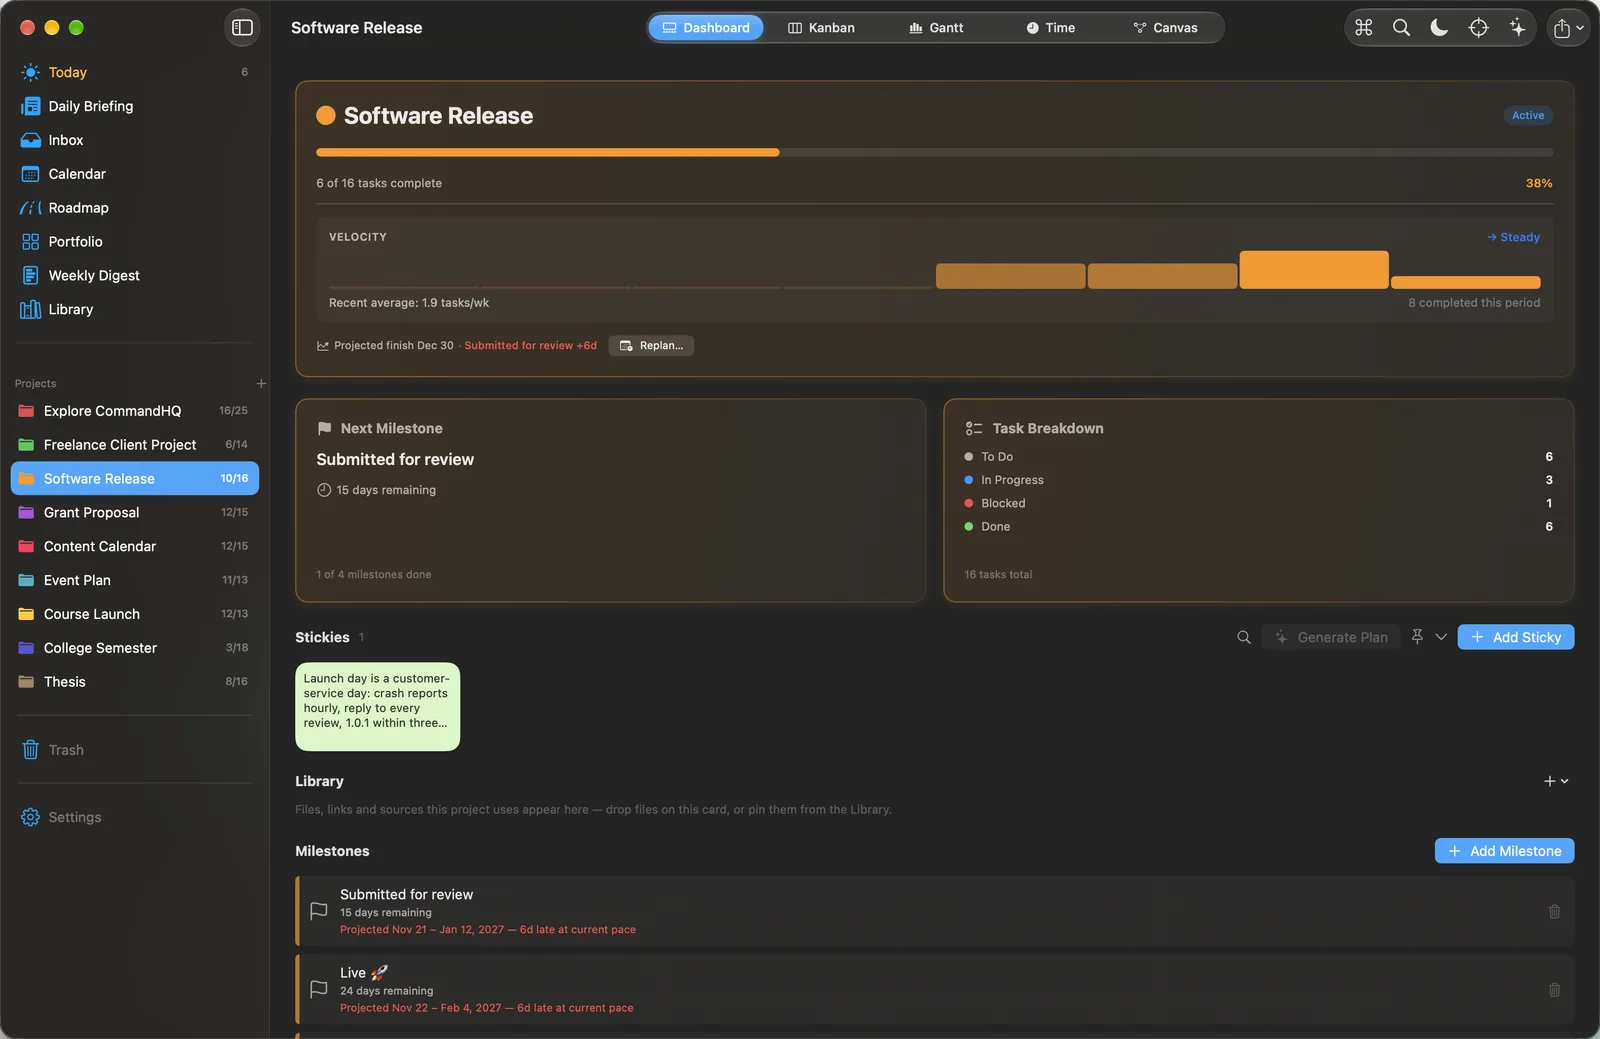 Software Release
Dashboard
Kanban
Gantt
Time
Canvas
Today
6
Daily Briefing
Inbox
Calendar
Roadmap
Portfolio
Weekly Digest
Library
Projects
Explore CommandHQ
16/25
Freelance Client Project
6/14
Software Release
10/16
Grant Proposal
12/15
Content Calendar
12/15
Event Plan
11/13
Course Launch
12/13
College Semester
3/18
Thesis
8/16
Trash
Settings
Software Release
Active
6 of 16 tasks complete
38%
VELOCITY
→ Steady
Recent average: 1.9 tasks/wk
8 completed this period
Projected finish Dec 30 · Submitted for review +6d
Replan...
Next Milestone
Submitted for review
15 days remaining
1 of 4 milestones done
Task Breakdown
To Do
6
In Progress
3
Blocked
1
Done
6
16 tasks total
Stickies 1
Generate Plan
+ Add Sticky
Launch day is a customer-
service day: crash reports
hourly, reply to every
review, 1.0.1 within three...
Library
Files, links and sources this project uses appear here — drop files on this card, or pin them from the Library.
Milestones
+ Add Milestone
Submitted for review
15 days remaining
Projected Nov 21 – Jan 12, 2027 — 6d late at current pace
Live 🚀
24 days remaining
Projected Nov 22 – Feb 4, 2027 — 6d late at current pace